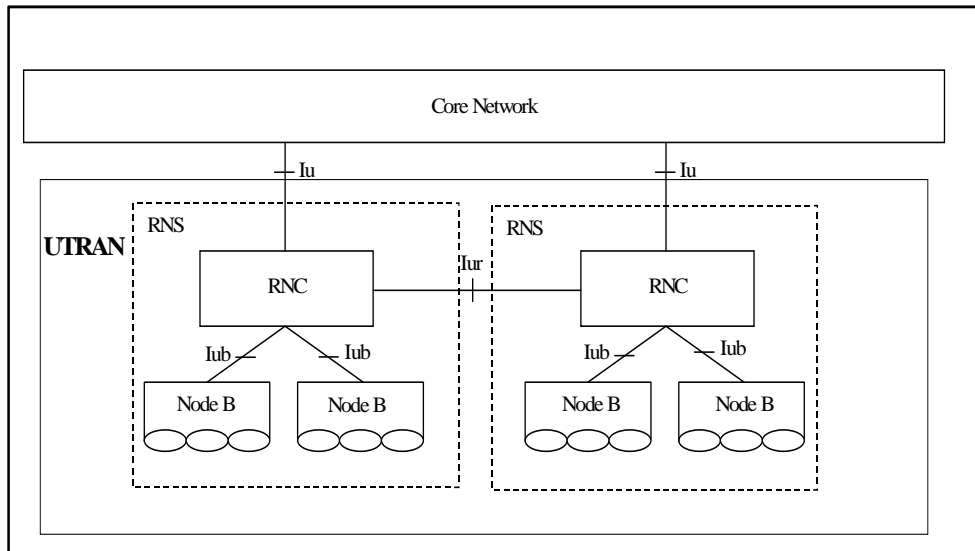 Core Network
Iu
Iu
RNS
RNS
UTRAN
Iur
RNC
RNC
Iub
Iub
Iub
Iub
Node B
Node B
Node B
Node B